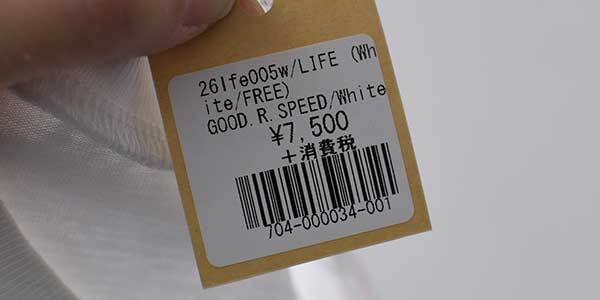 26lfe005w/LIFE (Wh
ite/FREE)
GOOD.R.SPEED/White
¥7,500
+消費税
704-000034-001